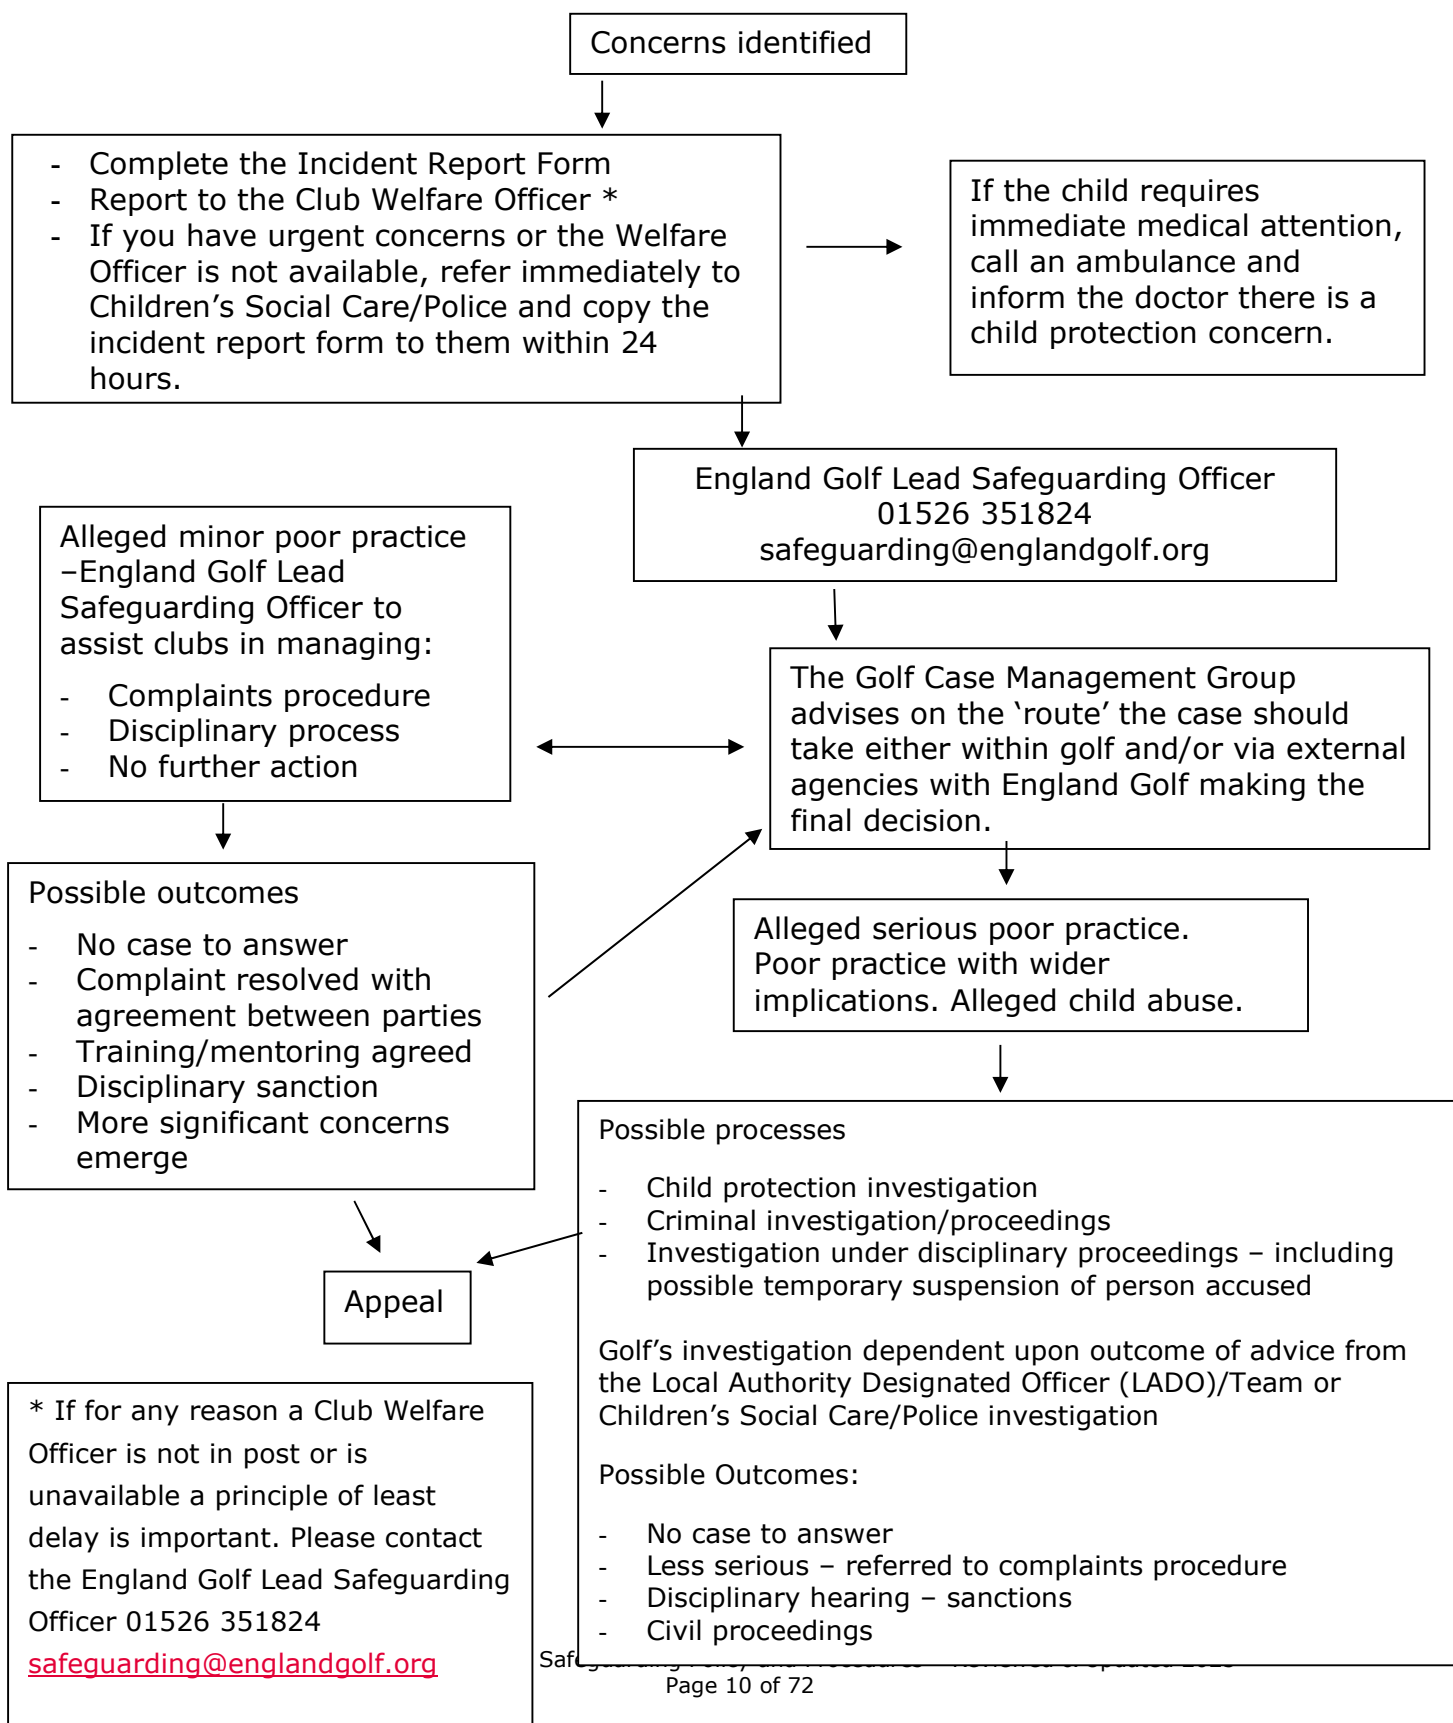 Concerns identified
- Complete the Incident Report Form
- Report to the Club Welfare Officer *
- If you have urgent concerns or the Welfare
Officer is not available, refer immediately to
Children’s Social Care/Police and copy the
incident report form to them within 24
hours.
If the child requires
immediate medical attention,
call an ambulance and
inform the doctor there is a
child protection concern.
England Golf Lead Safeguarding Officer
01526 351824
safeguarding@englandgolf.org
Alleged minor poor practice
–England Golf Lead
Safeguarding Officer to
assist clubs in managing:
- Complaints procedure
- Disciplinary process
- No further action
The Golf Case Management Group
advises on the ‘route’ the case should
take either within golf and/or via external
agencies with England Golf making the
final decision.
Possible outcomes
- No case to answer
- Complaint resolved with
agreement between parties
- Training/mentoring agreed
- Disciplinary sanction
- More significant concerns
emerge
Alleged serious poor practice.
Poor practice with wider
implications. Alleged child abuse.
Possible processes
- Child protection investigation
- Criminal investigation/proceedings
- Investigation under disciplinary proceedings – including
possible temporary suspension of person accused
Golf’s investigation dependent upon outcome of advice from
the Local Authority Designated Officer (LADO)/Team or
Children’s Social Care/Police investigation
Possible Outcomes:
- No case to answer
- Less serious – referred to complaints procedure
- Disciplinary hearing – sanctions
- Civil proceedings
Appeal
* If for any reason a Club Welfare
Officer is not in post or is
unavailable a principle of least
delay is important. Please contact
the England Golf Lead Safeguarding
Officer 01526 351824
safeguarding@englandgolf.org
Safeguarding Policy and Procedures
Page 10 of 72